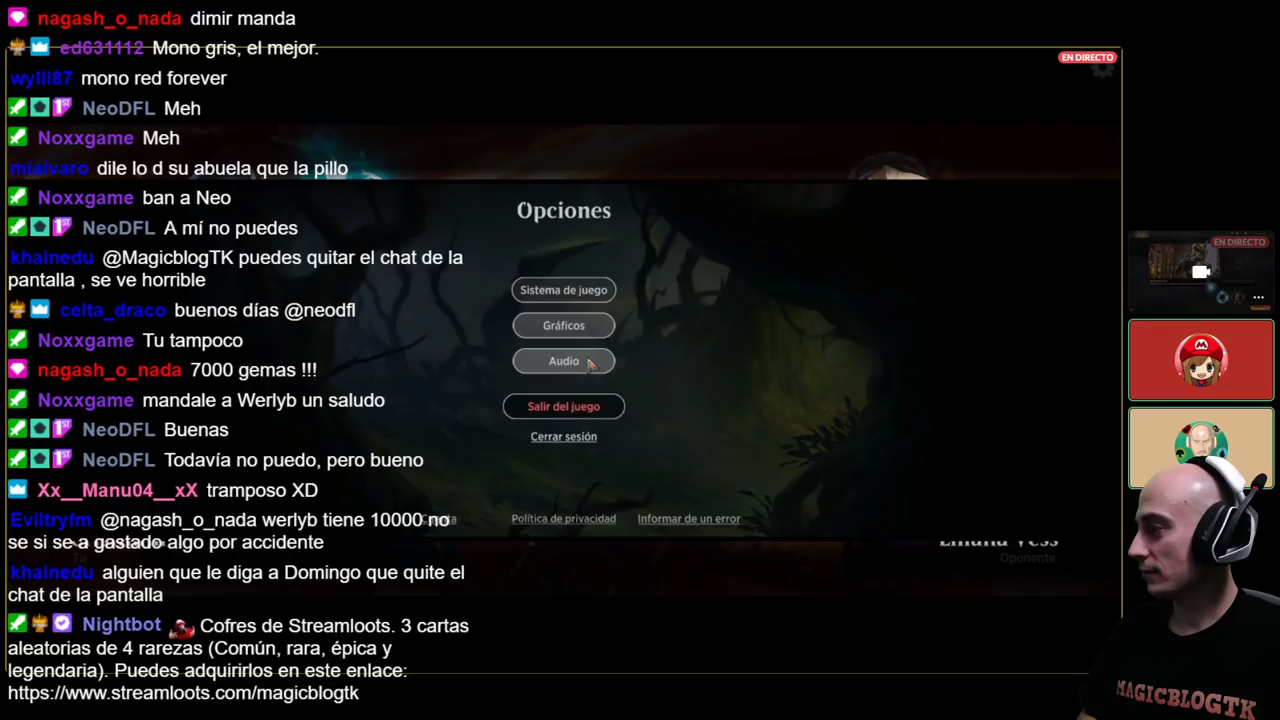 nagash_o_nada dimir manda
ed631112 Mono gris, el mejor.
wylli87 mono red forever
NeoDFL Meh
Noxxgame Meh
mialvaro dile lo d su abuela que la pillo
Noxxgame ban a Neo
NeoDFL A mí no puedes
khainedu @MagicblogTK puedes quitar el chat de la
pantalla , se ve horrible
celta_draco buenos días @neodfl
Noxxgame Tu tampoco
nagash_o_nada 7000 gemas !!!
Noxxgame mandale a Werlyb un saludo
NeoDFL Buenas
NeoDFL Todavía no puedo, pero bueno
Xx__Manu04__xX tramposo XD
Eviltryfm @nagash_o_nada werlyb tiene 10000 no
se si se a gastado algo por accidente
khainedu alguien que le diga a Domingo que quite el
chat de la pantalla
Nightbot Cofres de Streamloots. 3 cartas
aleatorias de 4 rarezas (Común, rara, épica y
legendaria). Puedes adquirirlos en este enlace:
https://www.streamloots.com/magicblogtk
Opciones
Sistema de juego
Gráficos
Audio
Salir del juego
Cerrar sesión
Política de privacidad
Informar de un error
Liliana Vess
Oponente
EN DIRECTO
EN DIRECTO
MAGICBLOGTK